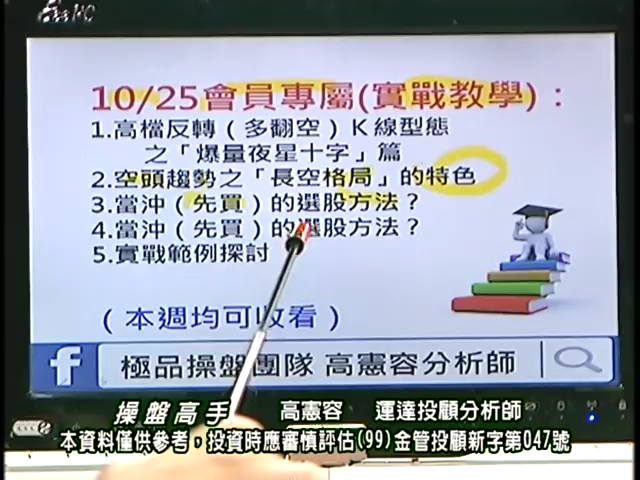 10/25會員專屬(實戰教學)：
1.高檔反轉（多翻空）K線型態
之「爆量夜星十字」篇
2.空頭趨勢之「長空格局」的特色
3.當沖（先買）的選股方法？
4.當沖（先買）的選股方法？
5.實戰範例探討
（本週均可收看）
f 極品操盤團隊 高憲容分析師
操盤高手 高憲容 運達投顧分析師
本資料僅供參考，投資時應審慎評估(99)金管投顧新字第047號